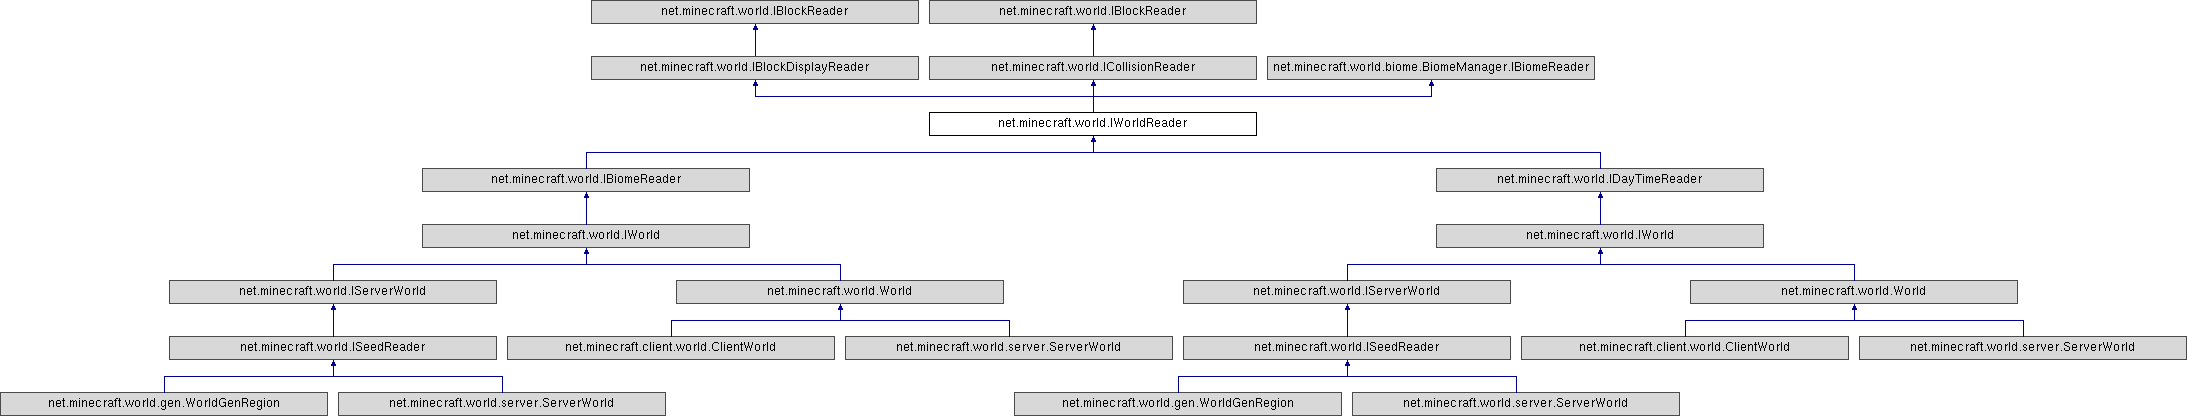 net.minecraft.world.IBlockReader
net.minecraft.world.IBlockReader
net.minecraft.world.IBlockDisplayReader
net.minecraft.world.ICollisionReader
net.minecraft.world.biome.BiomeManager.IBiomeReader
net.minecraft.world.IWorldReader
net.minecraft.world.IBiomeReader
net.minecraft.world.IDayTimeReader
net.minecraft.world.IWorld
net.minecraft.world.IWorld
net.minecraft.world.IServerWorld
net.minecraft.world.World
net.minecraft.world.IServerWorld
net.minecraft.world.World
net.minecraft.world.ISeedReader
net.minecraft.client.world.ClientWorld
net.minecraft.world.server.ServerWorld
net.minecraft.world.ISeedReader
net.minecraft.client.world.ClientWorld
net.minecraft.world.server.ServerWorld
net.minecraft.world.gen.WorldGenRegion
net.minecraft.world.server.ServerWorld
net.minecraft.world.gen.WorldGenRegion
net.minecraft.world.server.ServerWorld